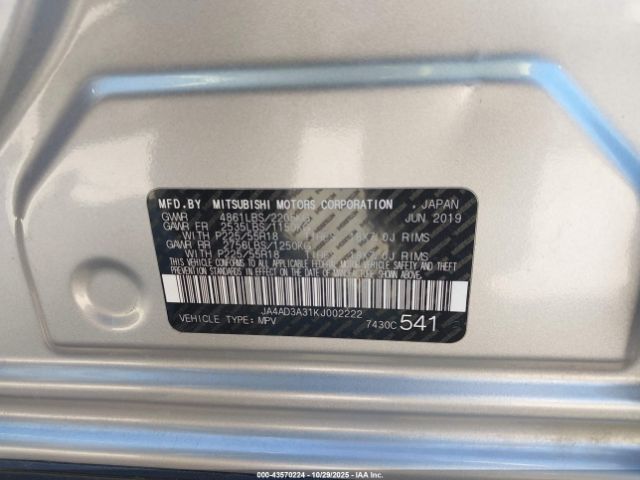 MFD.BY MITSUBISHI MOTORS CORPORATION , JAPAN
GVWR 4861LBS/2205KG JUN. 2019
GAWR FR 2535LBS/1150KG
WITH P225/55R18 TIRES, 18X7.0J RIMS
GAWR RR 2756LBS/1250KG
WITH P225/55R18 TIRES, 18X7.0J RIMS
THIS VEHICLE CONFORMS TO ALL APPLICABLE FEDERAL MOTOR VEHICLE SAFETY AND THEFT
PREVENTION STANDARDS IN EFFECT ON THE DATE OF MANUFACTURE SHOWN ABOVE.
JA4AD3A31KJ002222
VEHICLE TYPE: MPV 7430C 541
000-43570224 - 10/29/2025 - IAA, Inc.